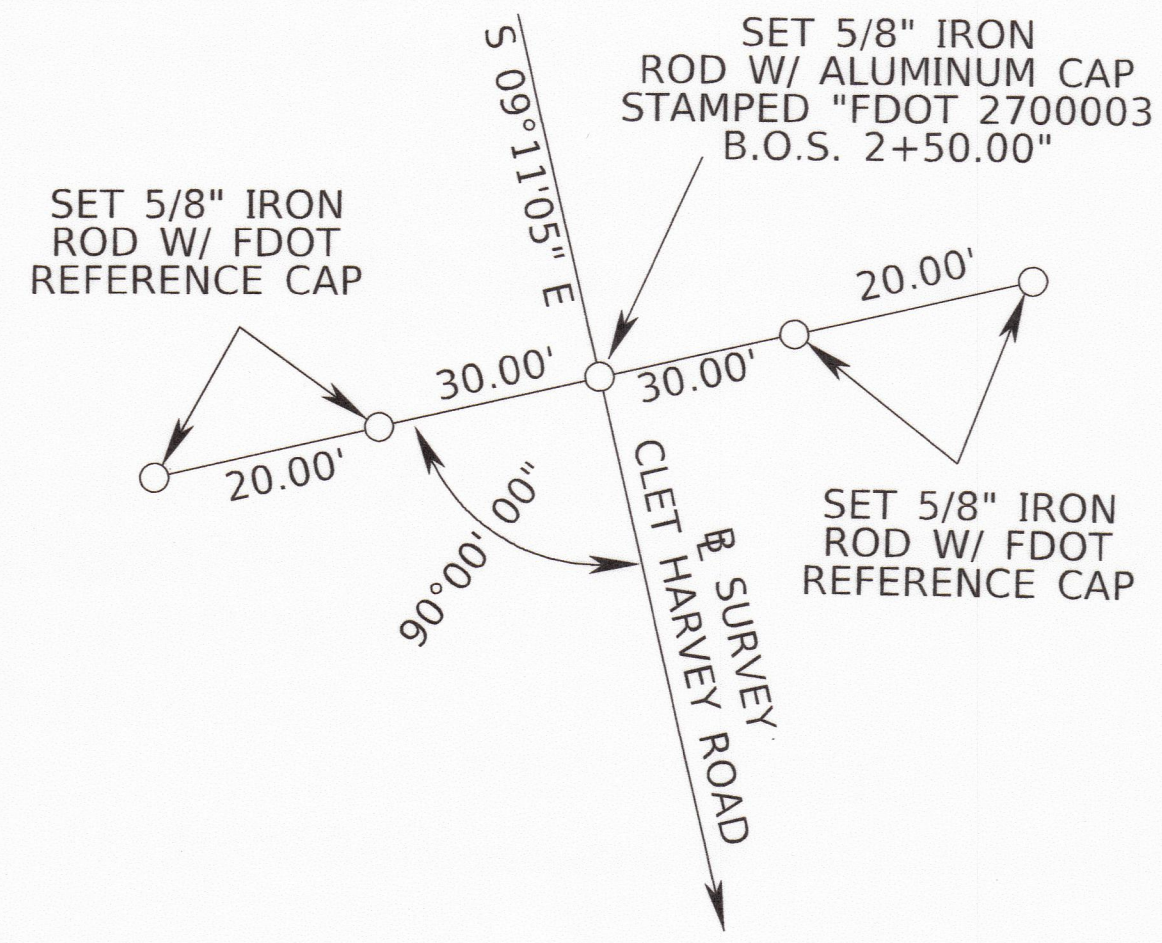 SET 5/8" IRON
ROD W/ ALUMINUM CAP
STAMPED "FDOT 2700003
B.O.S. 2+50.00"
S 09°11'05" E
SET 5/8" IRON
ROD W/ FDOT
REFERENCE CAP
20.00'
30.00'
30.00'
20.00'
90°00' 00"
BL SURVEY
CLET HARVEY ROAD
SET 5/8" IRON
ROD W/ FDOT
REFERENCE CAP